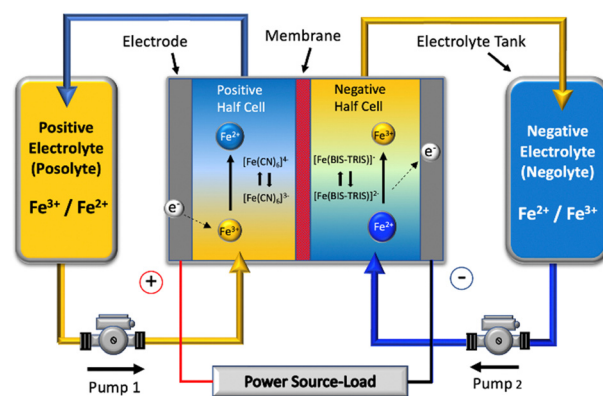 Electrode
Membrane
Electrolyte Tank
Positive
Electrolyte
(Posolyte)
Fe³⁺ / Fe²⁺
Positive
Half Cell
Fe²⁺
[Fe(CN)₆]⁴⁻
[Fe(CN)₆]³⁻
e⁻
Fe³⁺
Negative
Half Cell
Fe³⁺
[Fe(BIS-TRIS)]⁻
[Fe(BIS-TRIS)]²⁻
e⁻
Fe²⁺
Negative
Electrolyte
(Negolyte)
Fe²⁺ / Fe³⁺
+
−
Pump 1
Power Source-Load
Pump 2